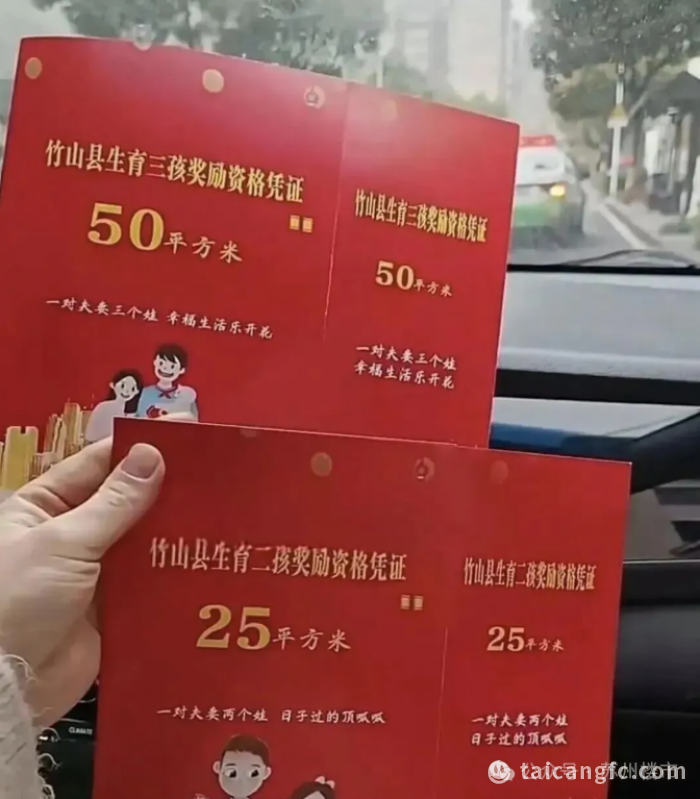 竹山县生育三孩奖励资格凭证
50平方米
一对夫妻三个娃 幸福生活乐开花
竹山县生育三孩奖励资格凭证
50平方米
一对夫妻三个娃
幸福生活乐开花
竹山县生育二孩奖励资格凭证
25平方米
一对夫妻两个娃 日子过的顶呱呱
竹山县生育二孩奖励资格凭证
25平方米
一对夫妻两个娃
日子过的顶呱呱
CLIMATE
taicangfc.com